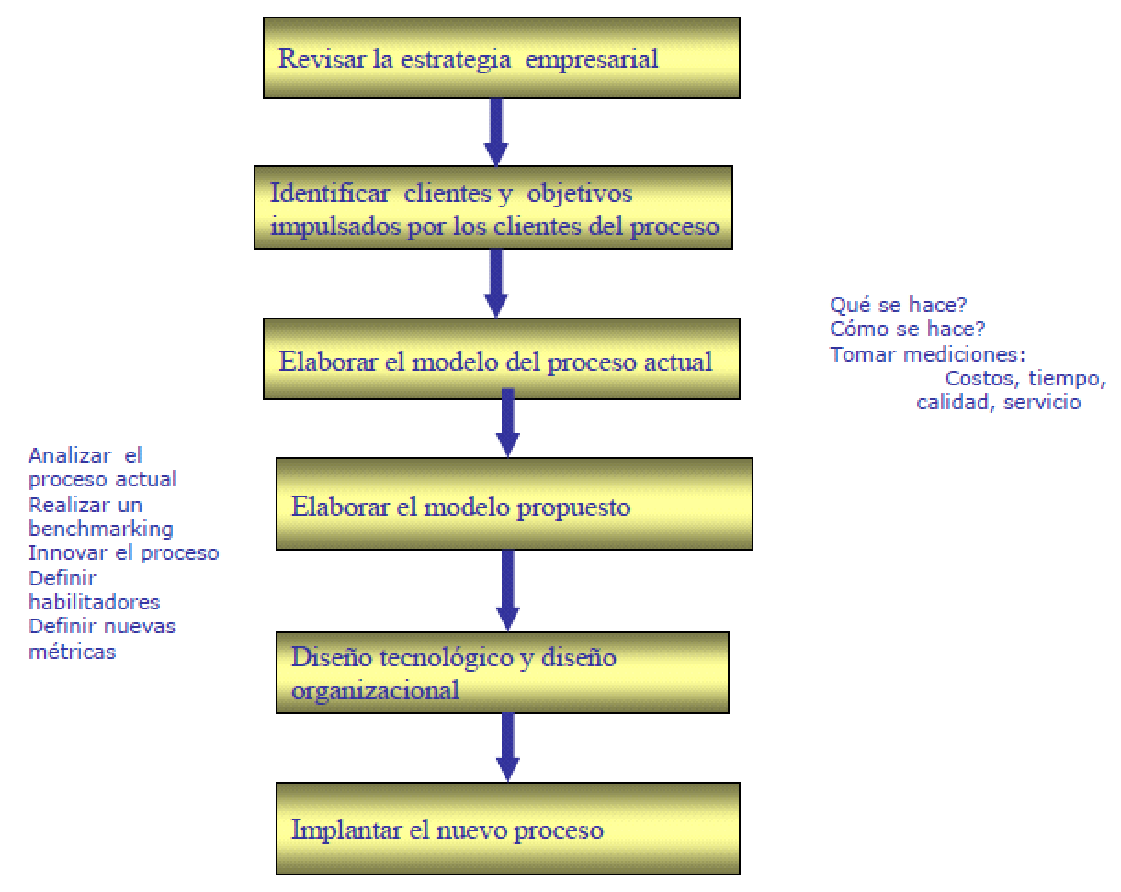 Revisar la estrategia empresarial
Identificar clientes y objetivos
impulsados por los clientes del proceso
Qué se hace?
Cómo se hace?
Tomar mediciones:
Costos, tiempo,
calidad, servicio
Elaborar el modelo del proceso actual
Analizar el
proceso actual
Realizar un
benchmarking
Innovar el proceso
Definir
habilitadores
Definir nuevas
métricas
Elaborar el modelo propuesto
Diseño tecnológico y diseño
organizacional
Implantar el nuevo proceso